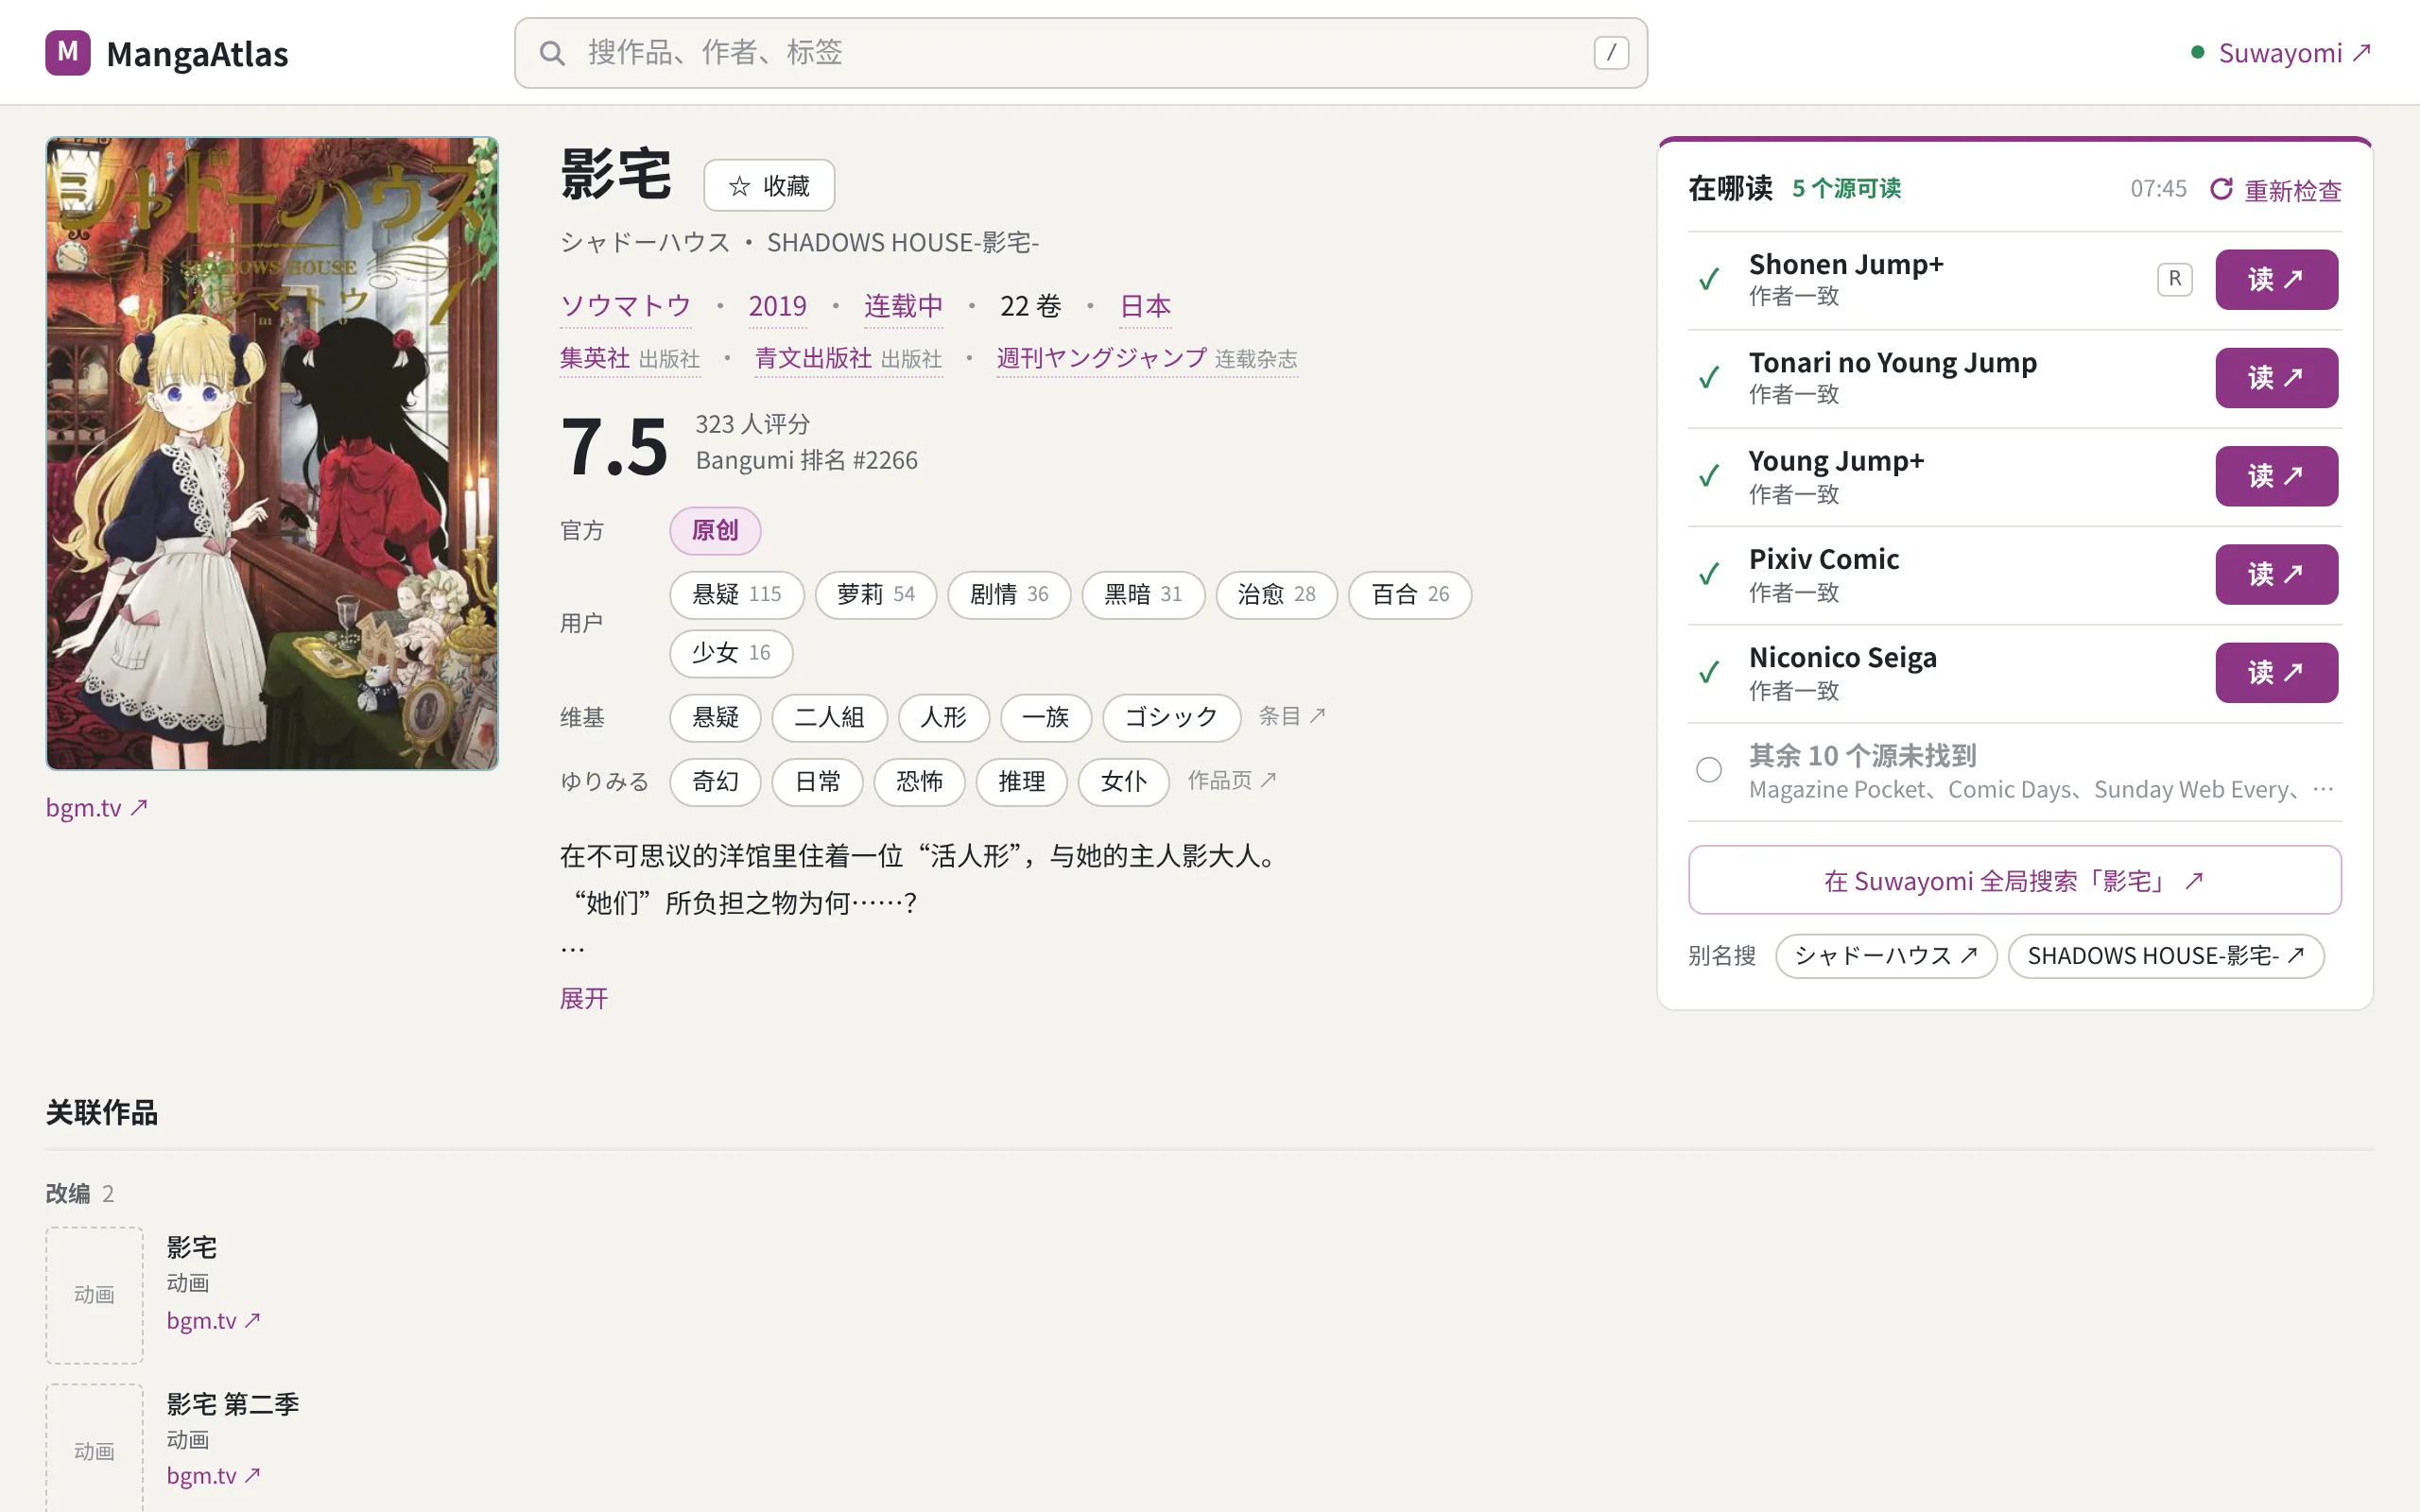 M MangaAtlas
搜作品、作者、标签
/
Suwayomi ↗
シャドーハウス
SHADOWS HOUSE
ソウマトウ
1
bgm.tv ↗
影宅
☆ 收藏
シャドーハウス • SHADOWS HOUSE-影宅-
ソウマトウ • 2019 • 连载中 • 22 卷 • 日本
集英社 出版社 • 青文出版社 出版社 • 週刊ヤングジャンプ 连载杂志
7.5
323 人评分
Bangumi 排名 #2266
官方 原创
用户 悬疑 115 萝莉 54 剧情 36 黑暗 31 治愈 28 百合 26
少女 16
维基 悬疑 二人組 人形 一族 ゴシック 条目 ↗
ゆりみる 奇幻 日常 恐怖 推理 女仆 作品页 ↗
在不可思议的洋馆里住着一位“活人形”，与她的主人影大人。
“她们”所负担之物为何……？
…
展开
在哪读 5 个源可读 07:45 重新检查
✓ Shonen Jump+
作者一致
R
读 ↗
✓ Tonari no Young Jump
作者一致
读 ↗
✓ Young Jump+
作者一致
读 ↗
✓ Pixiv Comic
作者一致
读 ↗
✓ Niconico Seiga
作者一致
读 ↗
其余 10 个源未找到
Magazine Pocket、Comic Days、Sunday Web Every、…
在 Suwayomi 全局搜索「影宅」 ↗
别名搜 シャドーハウス ↗ SHADOWS HOUSE-影宅- ↗
关联作品
改编 2
动画
影宅
动画
bgm.tv ↗
动画
影宅 第二季
动画
bgm.tv ↗